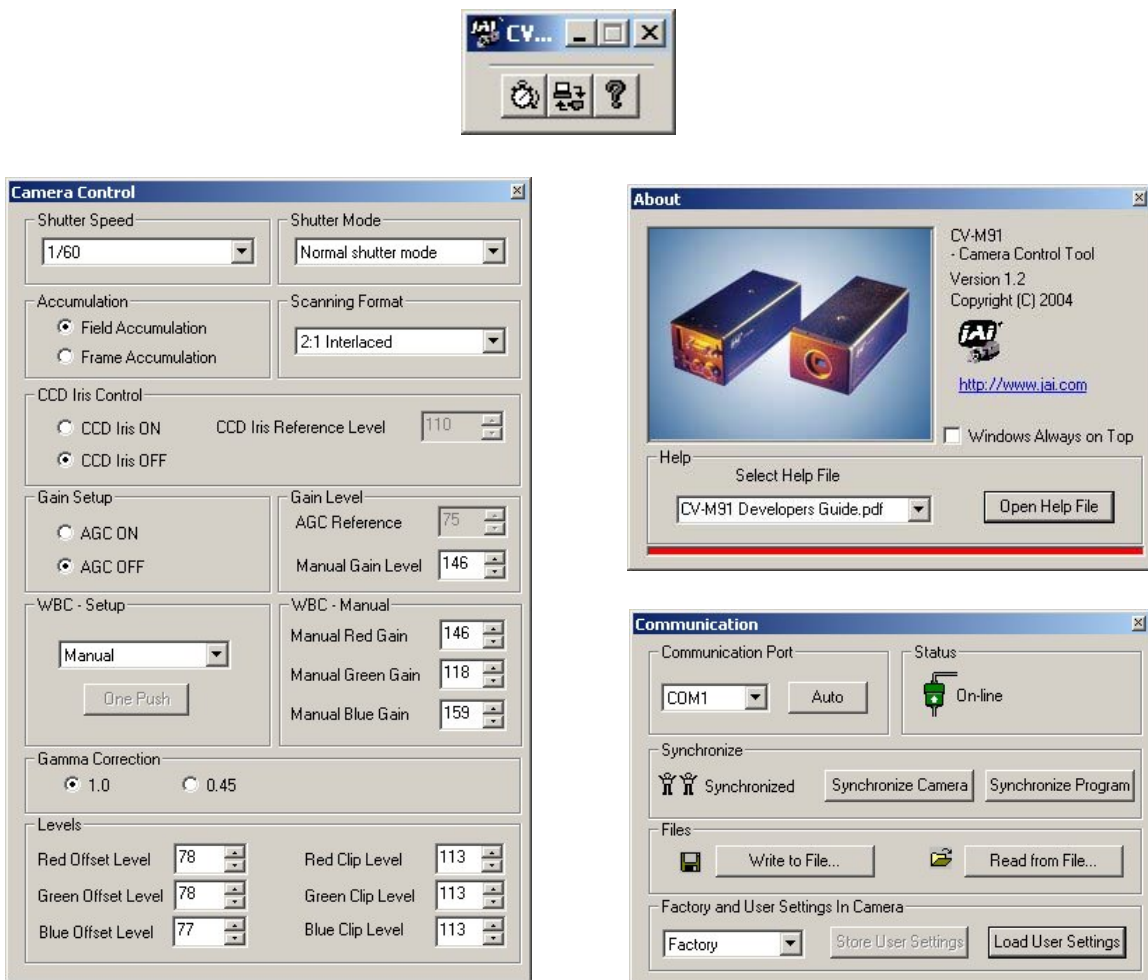 CV...
Camera Control
Shutter Speed
1/60
Shutter Mode
Normal shutter mode
Accumulation
Field Accumulation
Frame Accumulation
Scanning Format
2:1 Interlaced
CCD Iris Control
CCD Iris ON
CCD Iris Reference Level
110
CCD Iris OFF
Gain Setup
AGC ON
AGC OFF
Gain Level
AGC Reference
75
Manual Gain Level
146
WBC - Setup
Manual
One Push
WBC - Manual
Manual Red Gain
146
Manual Green Gain
118
Manual Blue Gain
159
Gamma Correction
1.0
0.45
Levels
Red Offset Level
78
Red Clip Level
113
Green Offset Level
78
Green Clip Level
113
Blue Offset Level
77
Blue Clip Level
113
About
CV-M91
- Camera Control Tool
Version 1.2
Copyright (C) 2004
JAI
http://www.jai.com
Windows Always on Top
Help
Select Help File
CV-M91 Developers Guide.pdf
Open Help File
Communication
Communication Port
COM1
Auto
Status
On-line
Synchronize
Synchronized
Synchronize Camera
Synchronize Program
Files
Write to File...
Read from File...
Factory and User Settings In Camera
Factory
Store User Settings
Load User Settings